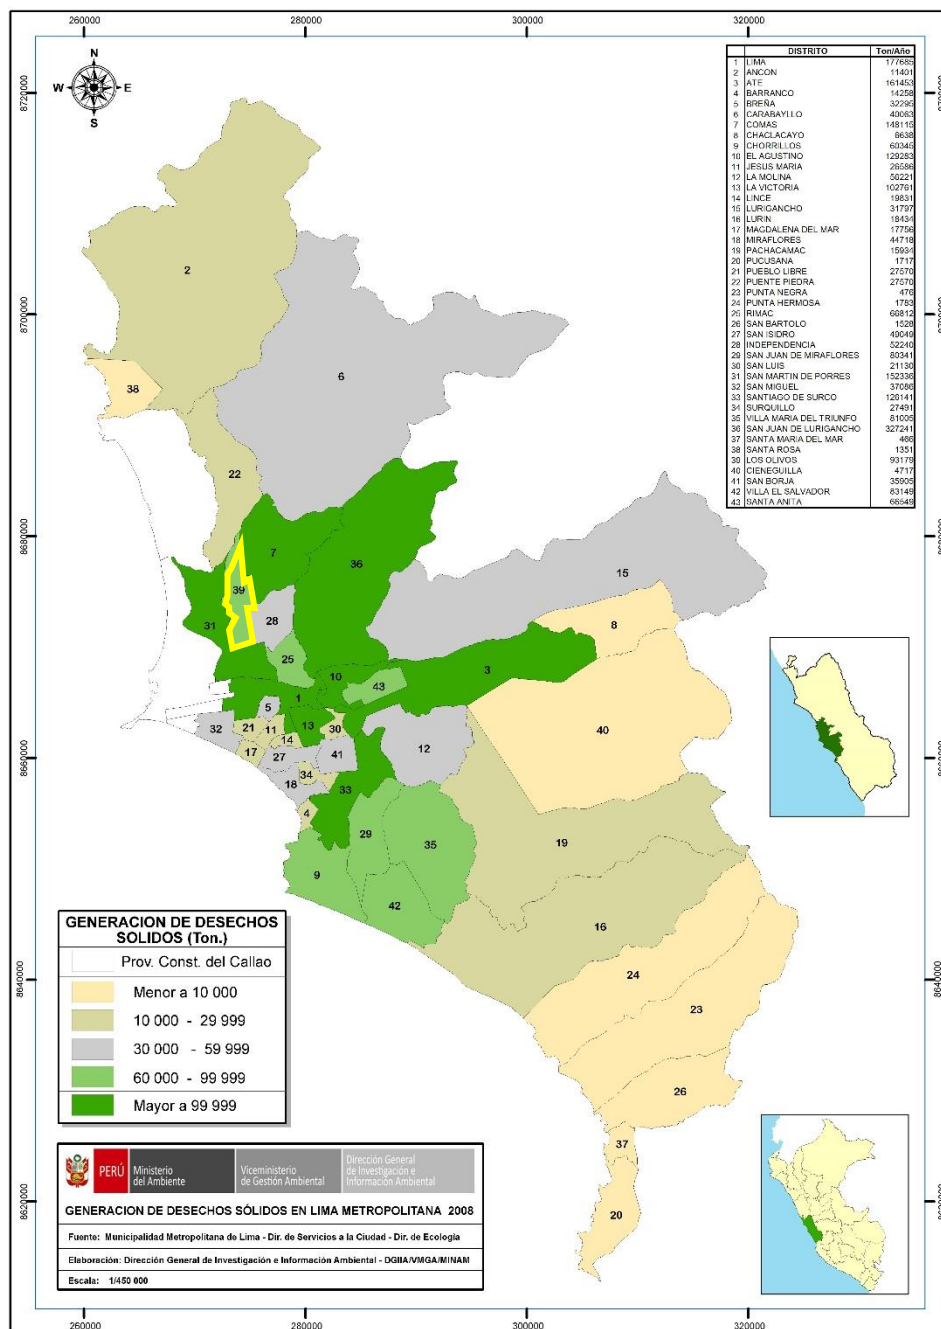 260000 280000 300000 320000
N
W E
S
8720000
8700000
8680000
8660000
8640000
8620000
DISTRITO Ton/Año
1 LIMA 177685
2 ANCON 11401
3 ATE 161453
4 BARRANCO 14258
5 BREÑA 32295
6 CARABAYLLO 40063
7 COMAS 148115
8 CHACLACAYO 6638
9 CHORRILLOS 60345
10 EL AGUSTINO 129283
11 JESUS MARIA 26586
12 LA MOLINA 56221
13 LA VICTORIA 102761
14 LINCE 19831
15 LURIGANCHO 31797
16 LURIN 18434
17 MAGDALENA DEL MAR 17756
18 MIRAFLORES 44718
19 PACHACAMAC 15934
20 PUCUSANA 1717
21 PUEBLO LIBRE 27570
22 PUENTE PIEDRA 27570
23 PUNTA NEGRA 476
24 PUNTA HERMOSA 1783
25 RIMAC 66812
26 SAN BARTOLO 1528
27 SAN ISIDRO 49049
28 INDEPENDENCIA 52240
29 SAN JUAN DE MIRAFLORES 80341
30 SAN LUIS 21130
31 SAN MARTIN DE PORRES 152336
32 SAN MIGUEL 37086
33 SANTIAGO DE SURCO 126141
34 SURQUILLO 27491
35 VILLA MARIA DEL TRIUNFO 81005
36 SAN JUAN DE LURIGANCHO 327241
37 SANTA MARIA DEL MAR 466
38 SANTA ROSA 1351
39 LOS OLIVOS 93179
40 CIENEGUILLA 4717
41 SAN BORJA 35905
42 VILLA EL SALVADOR 83149
43 SANTA ANITA 66549
2
6
38
22
7
36
39
15
28
31
8
25
3
10
43
1
5
32
21
11
13
30
40
14
41
12
17
27
34
18
33
4
29
35
19
9
42
16
24
23
26
37
20
GENERACION DE DESECHOS
SOLIDOS (Ton.)
Prov. Const. del Callao
Menor a 10 000
10 000 - 29 999
30 000 - 59 999
60 000 - 99 999
Mayor a 99 999
PERÚ
Ministerio
del Ambiente
Viceministerio
de Gestión Ambiental
Dirección General
de Investigación e
Información Ambiental
GENERACION DE DESECHOS SÓLIDOS EN LIMA METROPOLITANA 2008
Fuente: Municipalidad Metropolitana de Lima - Dir. de Servicios a la Ciudad - Dir. de Ecología
Elaboración: Dirección General de Investigación e Información Ambiental - DGIIA/VMGA/MINAM
Escala: 1/450 000
260000 280000 300000 320000